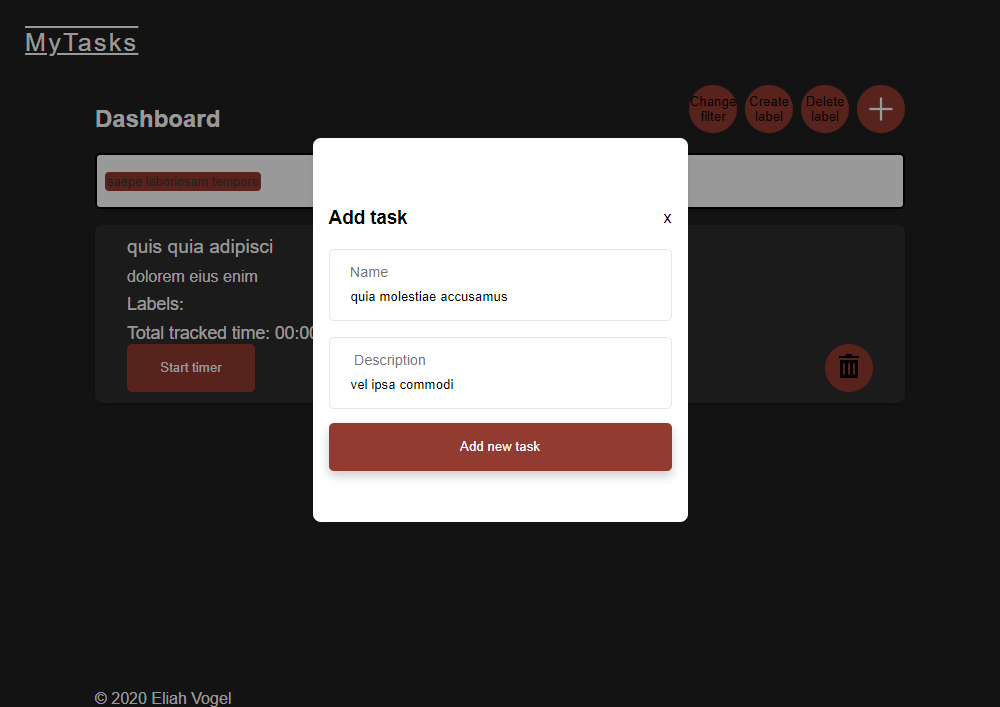 MyTasks
Dashboard
Change filter
Create label
Delete label
saepe laboriosam tempore
quis quia adipisci
dolorem eius enim
Labels:
Total tracked time: 00:00
Start timer
Add task
x
Name
quia molestiae accusamus
Description
vel ipsa commodi
Add new task
© 2020 Eliah Vogel